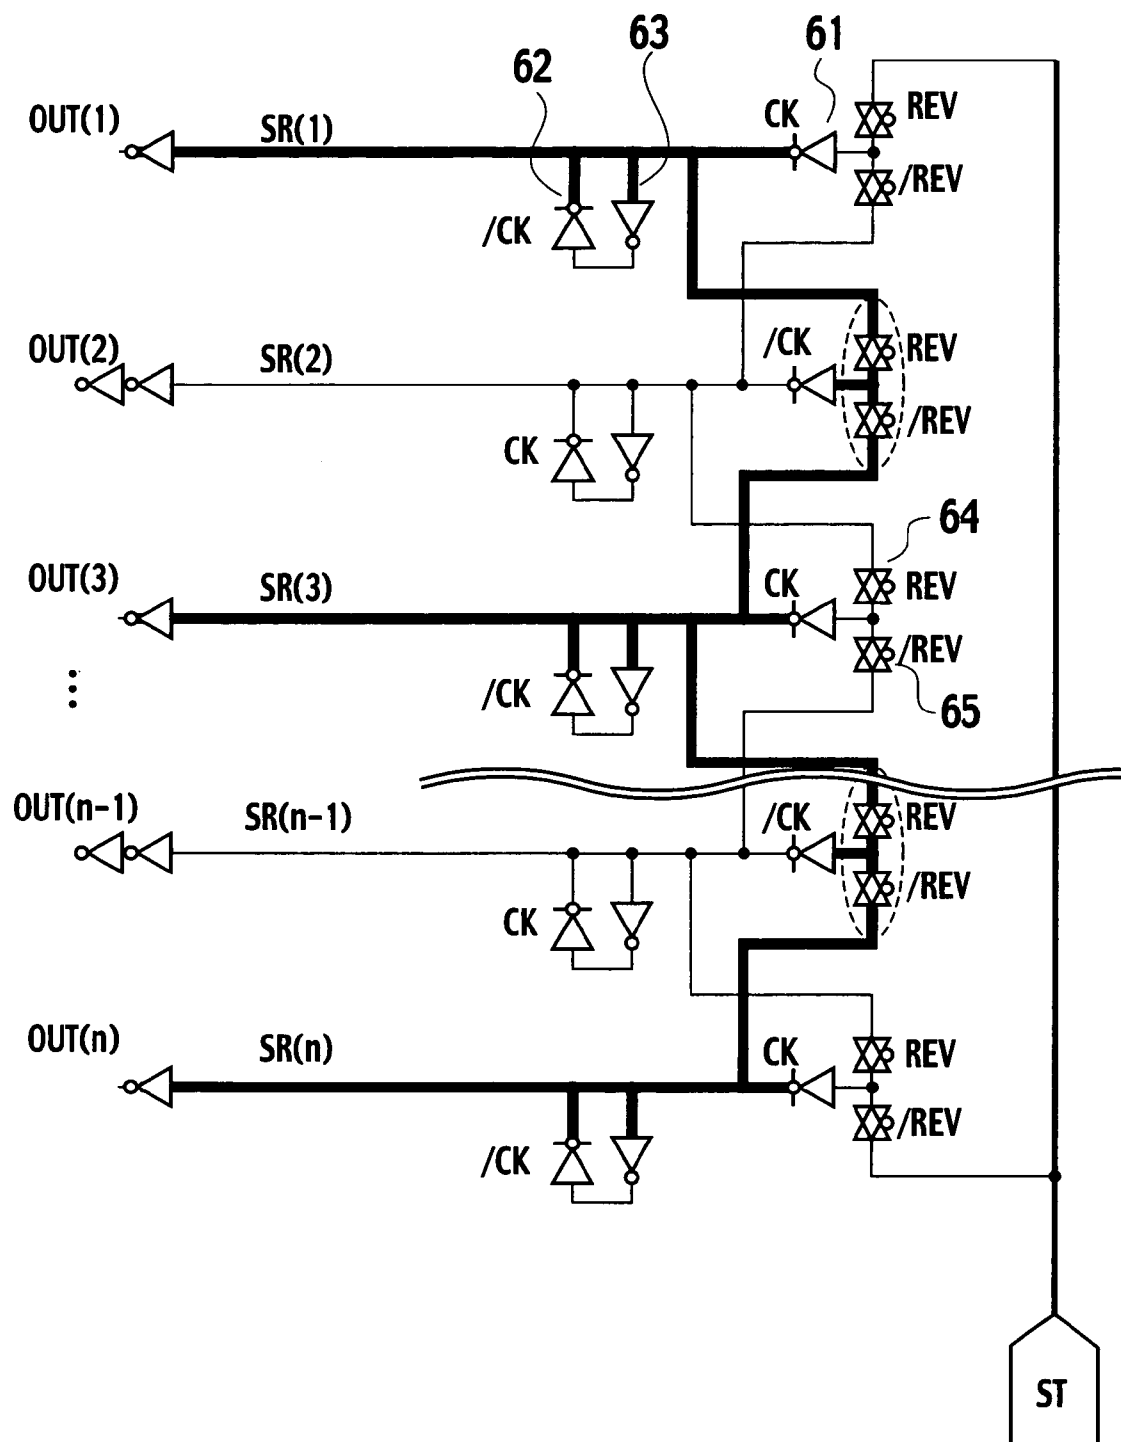 63
61
62
OUT(1)
SR(1)
CK
REV
/REV
/CK
OUT(2)
SR(2)
/CK
REV
/REV
CK
64
OUT(3)
SR(3)
CK
REV
/REV
/CK
65
OUT(n-1)
SR(n-1)
/CK
REV
/REV
CK
OUT(n)
SR(n)
CK
REV
/REV
/CK
ST